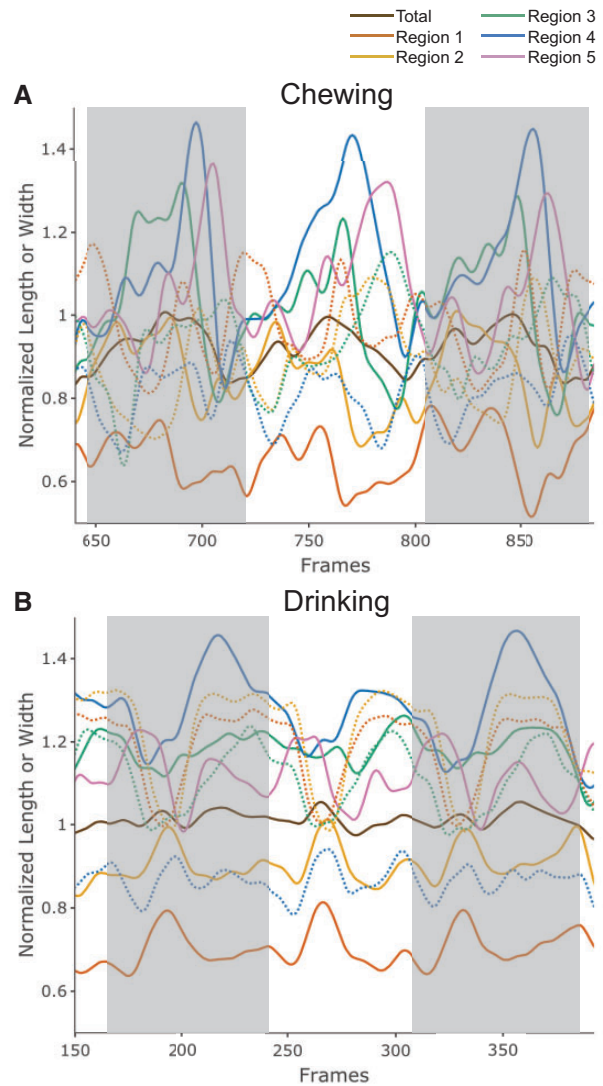 Total
Region 1
Region 2
Region 3
Region 4
Region 5
A
Chewing
Normalized Length or Width
1.4
1.2
1
0.8
0.6
650 700 750 800 850
Frames
B
Drinking
Normalized Length or Width
1.4
1.2
1
0.8
0.6
150 200 250 300 350
Frames